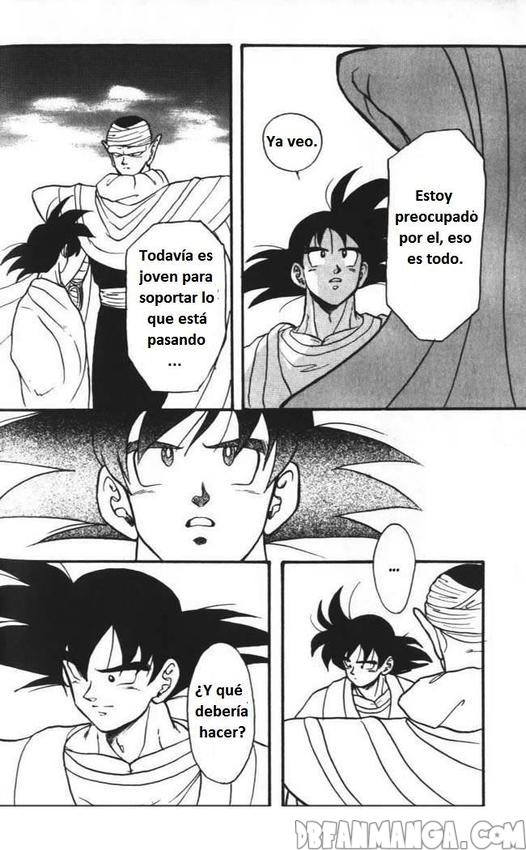 Estoy
preocupado
por el, eso
es todo.
Ya veo.
Todavía es
joven para
soportar lo
que está
pasando
...
...
¿Y qué
debería
hacer?
DBFANMANGA.COM